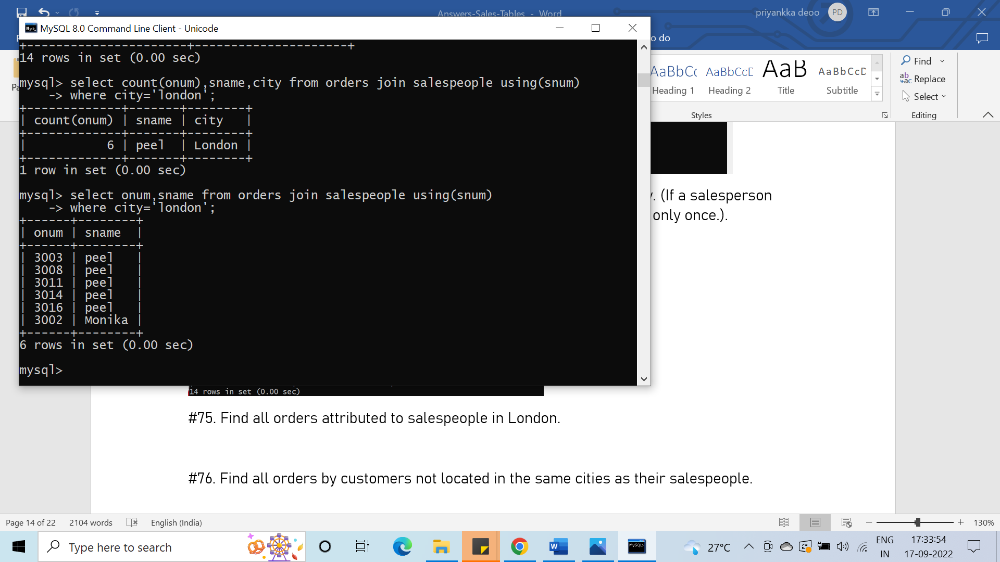 Answers-Sales-Tables - Word
priyankka deoo PD
MySQL 8.0 Command Line Client - Unicode
o do
+------------------------+----------------------+
14 rows in set (0.00 sec)
mysql> select count(onum),sname,city from orders join salespeople using(snum)
-> where city='london';
+-------------+-------+--------+
| count(onum) | sname | city |
+-------------+-------+--------+
| 6 | peel | London |
+-------------+-------+--------+
1 row in set (0.00 sec)
mysql> select onum,sname from orders join salespeople using(snum)
-> where city='london';
+------+--------+
| onum | sname |
+------+--------+
| 3003 | peel |
| 3008 | peel |
| 3011 | peel |
| 3014 | peel |
| 3016 | peel |
| 3002 | Monika |
+------+--------+
6 rows in set (0.00 sec)
mysql>
Pa
AaBbCc AaBbCcD AaB AaBbCcD
Heading 1 Heading 2 Title Subtitle
Styles
Find
Replace
Select
Editing
y. (If a salesperson
only once.).
14 rows in set (0.00 sec)
#75. Find all orders attributed to salespeople in London.
#76. Find all orders by customers not located in the same cities as their salespeople.
Page 14 of 22 2104 words English (India) 130%
Type here to search
27°C ENG 17:33:54
IN 17-09-2022